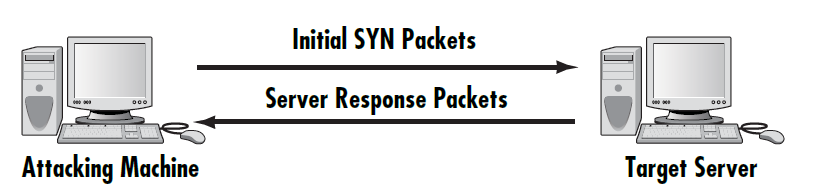 Initial SYN Packets
Server Response Packets
Attacking Machine
Target Server